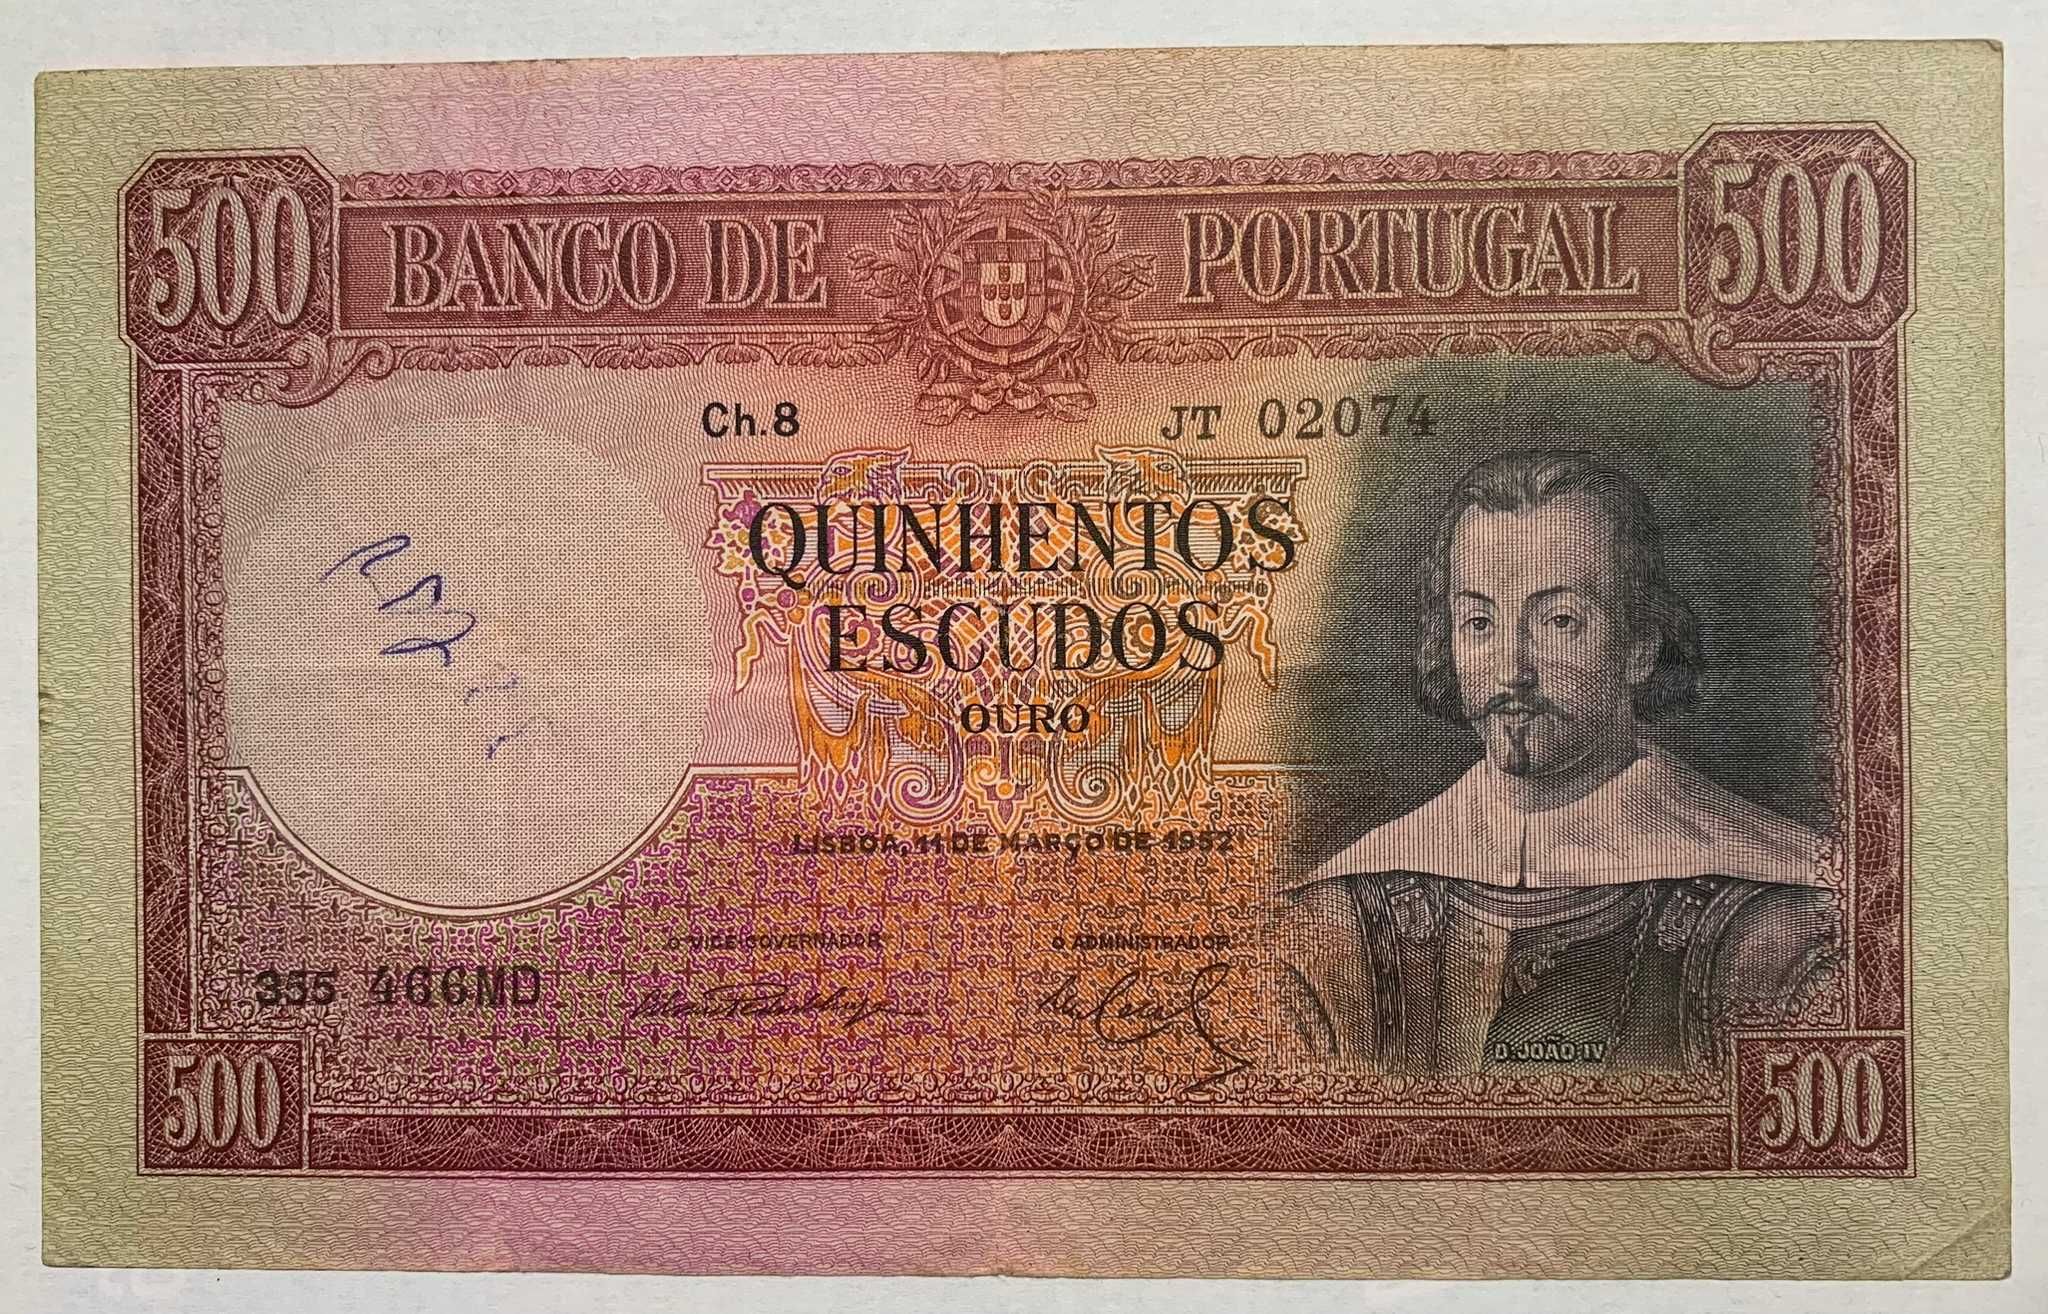 500 BANCO DE PORTUGAL 500
Ch.8 JT 02074
QUINHENTOS
ESCUDOS
OURO
LISBOA, 11 DE MARÇO DE 1952
O VICE-GOVERNADOR O ADMINISTRADOR
355 466MD
D. JOÃO IV
500 500